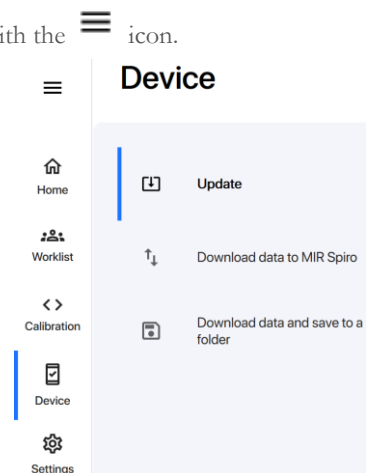 ith the icon.
Device
Home
Worklist
Calibration
Device
Settings
Update
Download data to MIR Spiro
Download data and save to a
folder